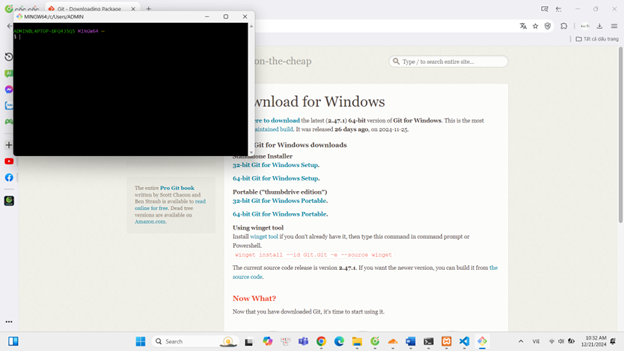 cốc cốc
Git - Downloading Package
MINGW64:/c/Users/ADMIN
MINGW64 ~
$
Tất cả dấu trang
on-the-cheap
Type / to search entire site...
wnload for Windows
ere to download the latest (2.47.1) 64-bit version of Git for Windows. This is the most
aintained build. It was released 26 days ago, on 2024-11-25.
Git for Windows downloads
Standalone Installer
32-bit Git for Windows Setup.
64-bit Git for Windows Setup.
Portable ("thumbdrive edition")
32-bit Git for Windows Portable.
64-bit Git for Windows Portable.
Using winget tool
Install winget tool if you don't already have it, then type this command in command prompt or
Powershell.
winget install --id Git.Git -e --source winget
The current source code release is version 2.47.1. If you want the newer version, you can build it from the
source code.
Now What?
Now that you have downloaded Git, it's time to start using it.
The entire Pro Git book
written by Scott Chacon and
Ben Straub is available to read
online for free. Dead tree
versions are available on
Amazon.com.
Search
VIE
10:32 AM
12/21/2024